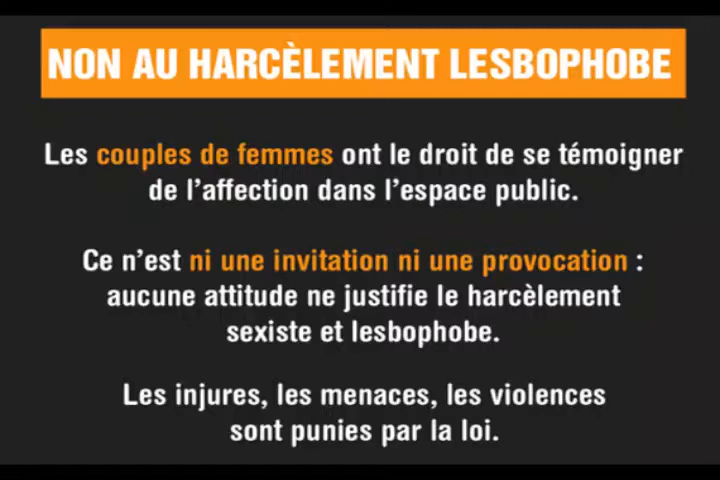 NON AU HARCÈLEMENT LESBOPHOBE
Les couples de femmes ont le droit de se témoigner
de l'affection dans l'espace public.
Ce n'est ni une invitation ni une provocation :
aucune attitude ne justifie le harcèlement
sexiste et lesbophobe.
Les injures, les menaces, les violences
sont punies par la loi.